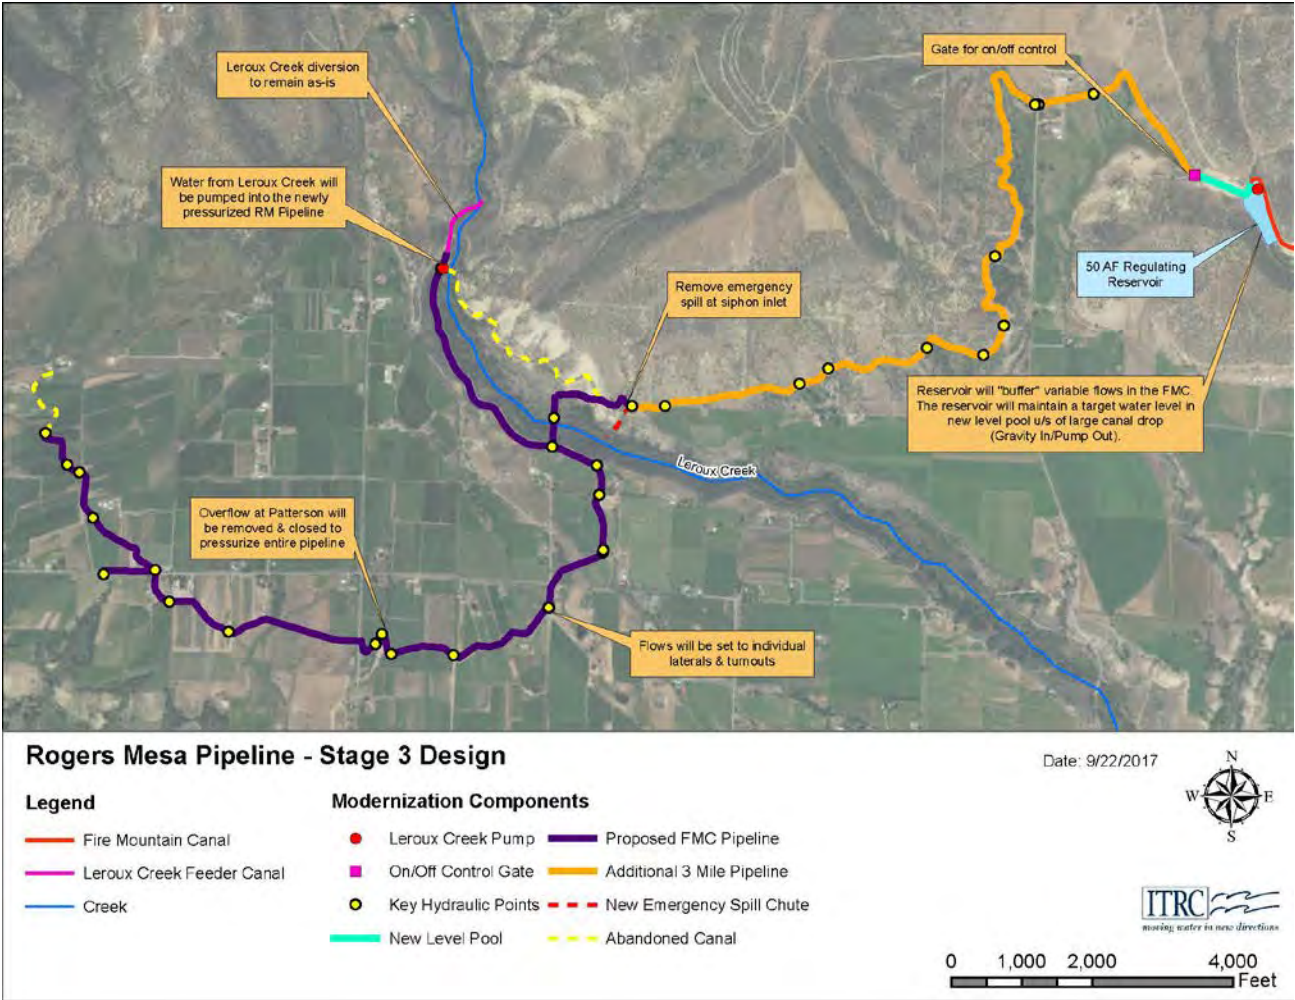 Gate for on/off control
Leroux Creek diversion
to remain as-is
Water from Leroux Creek will
be pumped into the newly
pressurized RM Pipeline
50 AF Regulating
Reservoir
Remove emergency
spill at siphon inlet
Reservoir will "buffer" variable flows in the FMC.
The reservoir will maintain a target water level in
new level pool u/s of large canal drop
(Gravity In/Pump Out).
Leroux Creek
Overflow at Patterson will
be removed & closed to
pressurize entire pipeline
Flows will be set to individual
laterals & turnouts
Rogers Mesa Pipeline - Stage 3 Design
Date: 9/22/2017
N
W E
S
Legend
Fire Mountain Canal
Leroux Creek Feeder Canal
Creek
Modernization Components
Leroux Creek Pump
On/Off Control Gate
Key Hydraulic Points
New Level Pool
Proposed FMC Pipeline
Additional 3 Mile Pipeline
New Emergency Spill Chute
Abandoned Canal
ITRC
moving water in new directions
0 1,000 2,000 4,000
Feet